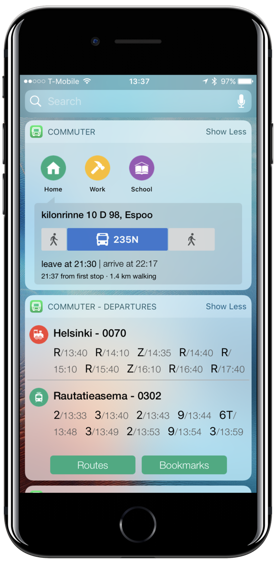 T-Mobile 13:37 97%
Search
COMMUTER Show Less
Home Work School
kilonrinne 10 D 98, Espoo
235N
leave at 21:30 | arrive at 22:17
21:37 from first stop · 1.4 km walking
COMMUTER - DEPARTURES Show Less
Helsinki - 0070
R/13:40 R/14:10 Z/14:35 R/14:40 R/
15:10 R/15:40 Z/16:10 R/16:40 R/17:40
Rautatieasema - 0302
2/13:33 3/13:40 2/13:43 9/13:44 6T/
13:48 3/13:49 2/13:53 9/13:54 3/13:59
Routes Bookmarks